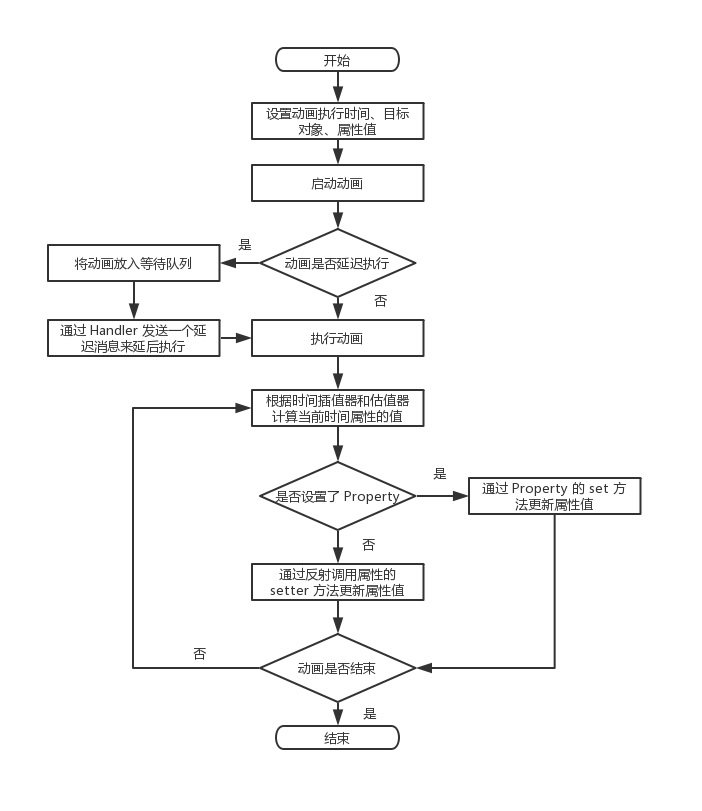 开始
设置动画执行时间、目标
对象、属性值
启动动画
是
将动画放入等待队列
动画是否延迟执行
否
通过 Handler 发送一个延
迟消息来延后执行
执行动画
根据时间插值器和估值器
计算当前时间属性的值
是
是否设置了 Property
通过 Property 的 set 方
法更新属性值
否
通过反射调用属性的
setter 方法更新属性值
否
动画是否结束
是
结束